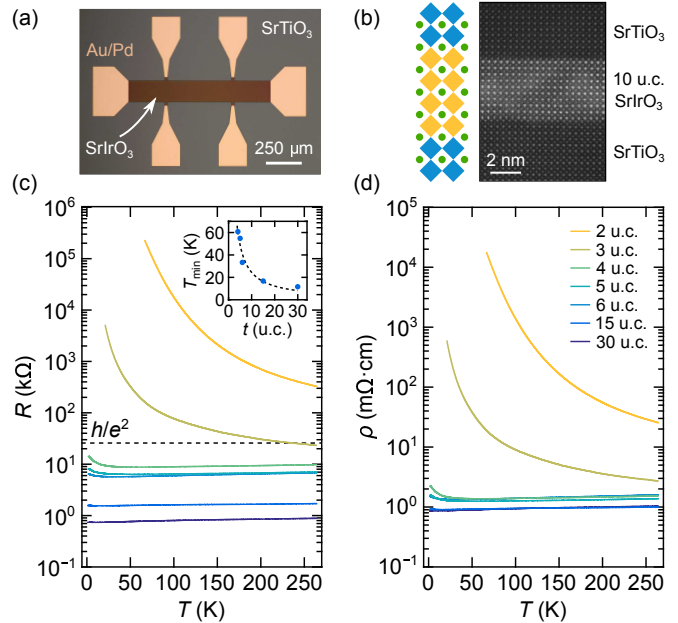 (a)
SrTiO3
Au/Pd
SrIrO3
250 μm
(b)
SrTiO3
10 u.c.
SrIrO3
SrTiO3
2 nm
(c)
10^6
10^5
10^4
10^3
10^2
10^1
10^0
10^-1
R (kΩ)
h/e^2
60
40
20
0
Tmin (K)
0 10 20 30
t (u.c.)
0 50 100 150 200 250
T (K)
(d)
10^5
10^4
10^3
10^2
10^1
10^0
10^-1
ρ (mΩ·cm)
2 u.c.
3 u.c.
4 u.c.
5 u.c.
6 u.c.
15 u.c.
30 u.c.
0 50 100 150 200 250
T (K)